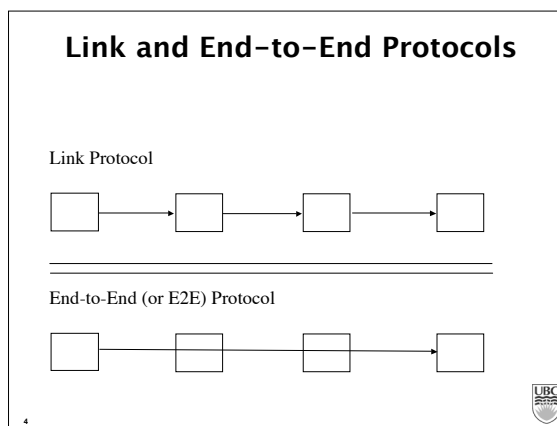 Link and End-to-End Protocols
Link Protocol
End-to-End (or E2E) Protocol
4
UBC